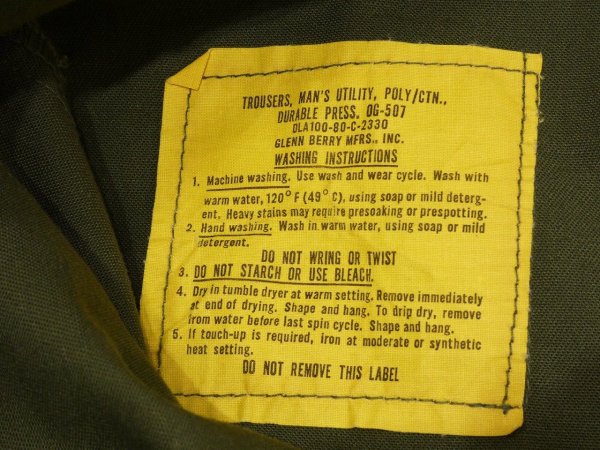 TROUSERS, MAN'S UTILITY, POLY/CTN.,
DURABLE PRESS, OG-507
DLA100-80-C-2330
GLENN BERRY MFRS., INC.
WASHING INSTRUCTIONS
1. Machine washing. Use wash and wear cycle. Wash with
warm water, 120° F (49° C), using soap or mild deterg-
ent. Heavy stains may require presoaking or prespotting.
2. Hand washing. Wash in warm water, using soap or mild
detergent.
DO NOT WRING OR TWIST
3. DO NOT STARCH OR USE BLEACH.
4. Dry in tumble dryer at warm setting. Remove immediately
at end of drying. Shape and hang. To drip dry, remove
from water before last spin cycle. Shape and hang.
5. If touch-up is required, iron at moderate or synthetic
heat setting.
DO NOT REMOVE THIS LABEL